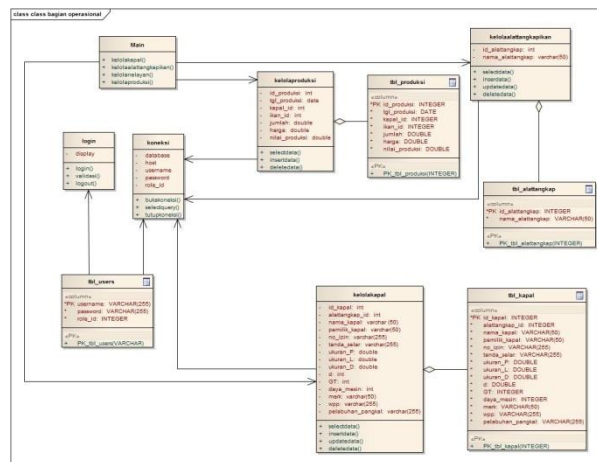 class class bagian operasional
Main
+ kelolakapal()
+ kelolaalattangkapikan()
+ kelolanelayan()
+ kelolaproduksi()
kelolaalattangkapikan
- id_alattangkap: int
- name_alattangkap: varchar(50)
+ selectdata()
+ insertdata()
+ updatedata()
+ deletedata()
kelolaproduksi
- id_produksi: int
- tgl_produksi: date
- kapal_id: int
- ikan_id: int
- jumlah: double
- harga: double
- nilai_produksi: double
+ selectdata()
+ insertdata()
+ deletedata()
tbl_produksi
«column»
*PK id_produksi: INTEGER
* tgl_produksi: DATE
* kapal_id: INTEGER
* ikan_id: INTEGER
* jumlah: DOUBLE
* harga: DOUBLE
* nilai_produksi: DOUBLE
«PK»
+ PK_tbl_produksi(INTEGER)
login
- display
+ login()
+ validasi()
+ logout()
koneksi
- database
- host
- username
- password
- role_id
+ bukakoneksi()
+ selectquery()
+ tutupkoneksi()
tbl_alattangkap
«column»
*PK id_alattangkap: INTEGER
* name_alattangkap: VARCHAR(50)
«PK»
+ PK_tbl_alattangkap(INTEGER)
tbl_users
«column»
*PK username: VARCHAR(255)
* password: VARCHAR(255)
* role_id: INTEGER
«PK»
+ PK_tbl_users(VARCHAR)
kelolakapal
- id_kapal: int
- alattangkap_id: int
- nama_kapal: varchar (50)
- pemilik_kapal: varchar(50)
- no_izin: varchar(255)
- tanda_selar: varchar(255)
- ukuran_P: double
- ukuran_L: double
- ukuran_D: double
- d: int
- GT: int
- daya_mesin: int
- merk: varchar(50)
- wpp: varchar(255)
- pelabuhan_pangkal: varchar(255)
+ selectdata()
+ insertdata()
+ updatedata()
+ deletedata()
tbl_kapal
«column»
*PK id_kapal: INTEGER
* alattangkap_id: INTEGER
* nama_kapal: VARCHAR(50)
* pemilik_kapal: VARCHAR(50)
* no_izin: VARCHAR(255)
* tanda_selar: VARCHAR(255)
* ukuran_P: DOUBLE
* ukuran_L: DOUBLE
* ukuran_D: DOUBLE
* d: DOUBLE
* GT: INTEGER
* daya_mesin: INTEGER
* merk: VARCHAR(50)
* wpp: VARCHAR(255)
* pelabuhan_pangkal: VARCHAR(255)
«PK»
+ PK_tbl_kapal(INTEGER)